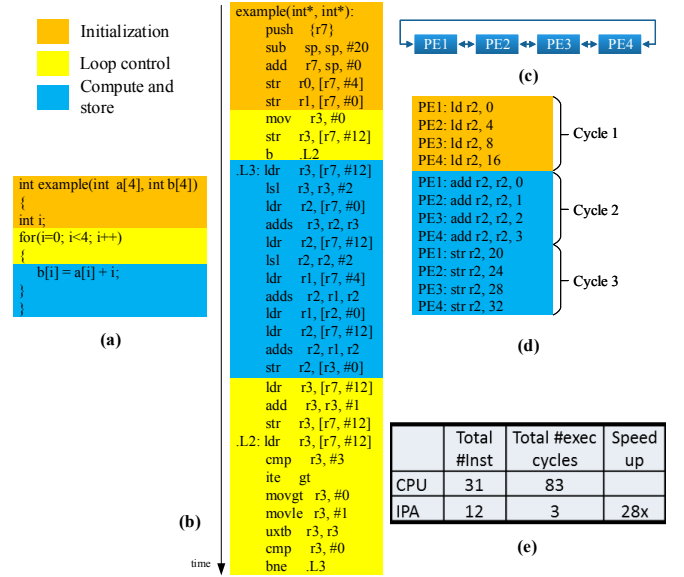 Initialization
Loop control
Compute and
store
int example(int a[4], int b[4])
{
int i;
for(i=0; i<4; i++)
{
b[i] = a[i] + i;
}
}
(a)
example(int*, int*):
push {r7}
sub sp, sp, #20
add r7, sp, #0
str r0, [r7, #4]
str r1, [r7, #0]
mov r3, #0
str r3, [r7, #12]
b .L2
.L3: ldr r3, [r7, #12]
lsl r3, r3, #2
ldr r2, [r7, #0]
adds r3, r2, r3
ldr r2, [r7, #12]
lsl r2, r2, #2
ldr r1, [r7, #4]
adds r2, r1, r2
ldr r1, [r2, #0]
ldr r2, [r7, #12]
adds r2, r1, r2
str r2, [r3, #0]
ldr r3, [r7, #12]
add r3, r3, #1
str r3, [r7, #12]
.L2: ldr r3, [r7, #12]
cmp r3, #3
ite gt
movgt r3, #0
movle r3, #1
uxtb r3, r3
cmp r3, #0
bne .L3
(b)
time
PE1 PE2 PE3 PE4
(c)
PE1: ld r2, 0
PE2: ld r2, 4
PE3: ld r2, 8
PE4: ld r2, 16
Cycle 1
PE1: add r2, r2, 0
PE2: add r2, r2, 1
PE3: add r2, r2, 2
PE4: add r2, r2, 3
Cycle 2
PE1: str r2, 20
PE2: str r2, 24
PE3: str r2, 28
PE4: str r2, 32
Cycle 3
(d)
Total #Inst Total #exec cycles Speed up
CPU 31 83
IPA 12 3 28x
(e)